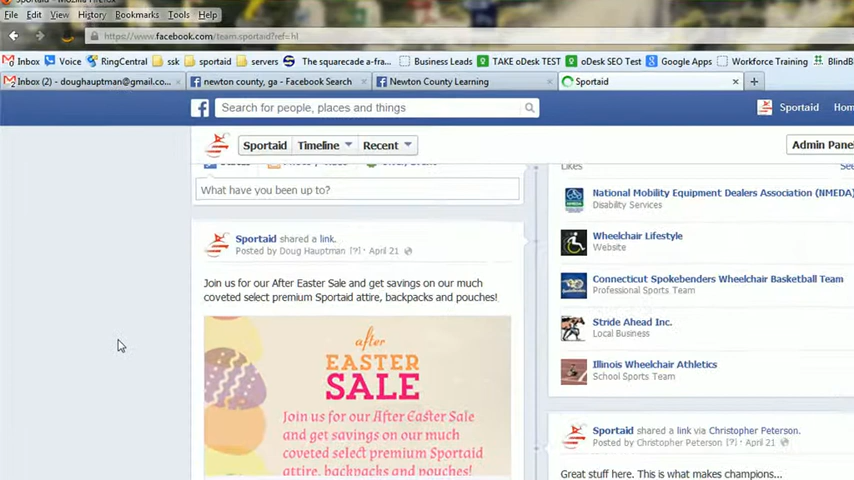 File Edit View History Bookmarks Tools Help
https://www.facebook.com/team.sportaid?ref=hl
Inbox Voice RingCentral ssk sportaid servers The squarecade a-fra... Business Leads TAKE oDesk TEST oDesk SEO Test Google Apps Workforce Training BlindB
Inbox (2) - doughauptman@gmail.co... newton county, ga - Facebook Search Newton County Learning Sportaid
Search for people, places and things
Sportaid Hom
Sportaid Timeline Recent
Admin Pane
What have you been up to?
Sportaid shared a link.
Posted by Doug Hauptman [?] · April 21
Join us for our After Easter Sale and get savings on our much
coveted select premium Sportaid attire, backpacks and pouches!
after
EASTER
SALE
Join us for our After Easter Sale
and get savings on our much
coveted select premium Sportaid
attire, backpacks and pouches!
Likes
See
National Mobility Equipment Dealers Association (NMEDA)
Disability Services
Wheelchair Lifestyle
Website
Connecticut Spokebenders Wheelchair Basketball Team
Professional Sports Team
Stride Ahead Inc.
Local Business
Illinois Wheelchair Athletics
School Sports Team
Sportaid shared a link via Christopher Peterson.
Posted by Christopher Peterson [?] · April 21
Great stuff here. This is what makes champions...